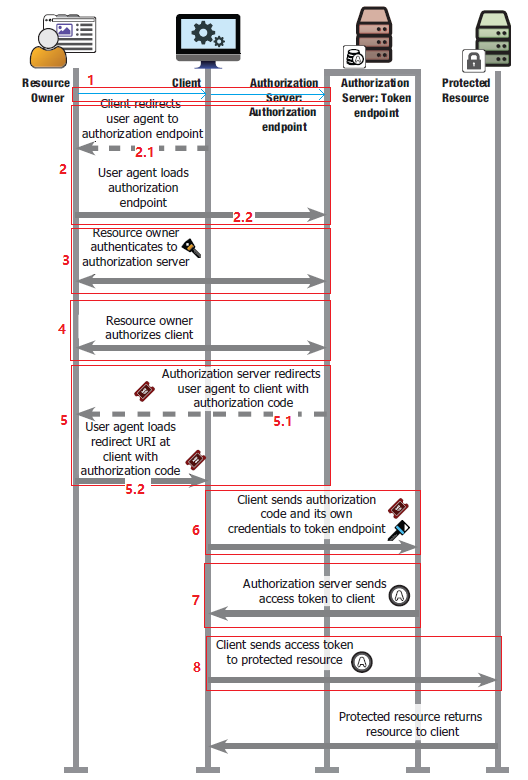 1
Resource
Owner
Client
Authorization
Server:
Authorization
endpoint
Authorization
Server: Token
endpoint
Protected
Resource
Client redirects
user agent to
authorization endpoint
2.1
2
User agent loads
authorization
endpoint
2.2
Resource owner
authenticates to
authorization server
3
Resource owner
authorizes client
4
Authorization server redirects
user agent to client with
authorization code
5.1
5
User agent loads
redirect URI at
client with
authorization code
5.2
Client sends authorization
code and its own
credentials to token endpoint
6
Authorization server sends
access token to client
A
7
Client sends access token
to protected resource
A
8
Protected resource returns
resource to client